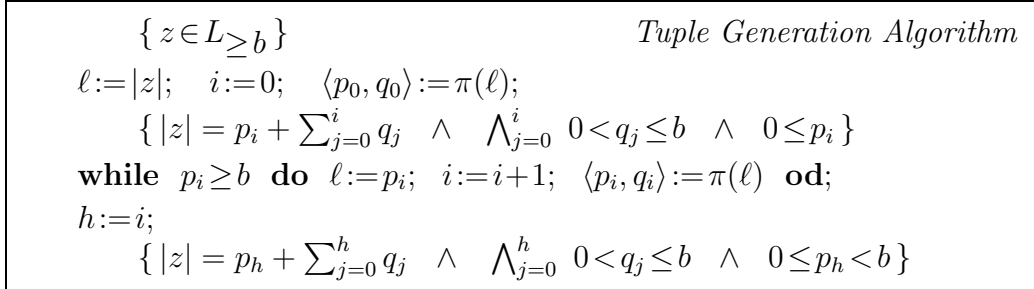 { z ∈ L≥b } Tuple Generation Algorithm
ℓ := |z|; i := 0; ⟨p₀, q₀⟩ := π(ℓ);
{ |z| = pᵢ + ∑ⁱⱼ₌₀ qⱼ ∧ ⋀ⁱⱼ₌₀ 0 < qⱼ ≤ b ∧ 0 ≤ pᵢ }
while pᵢ ≥ b do ℓ := pᵢ; i := i+1; ⟨pᵢ, qᵢ⟩ := π(ℓ) od;
h := i;
{ |z| = pₕ + ∑ʰⱼ₌₀ qⱼ ∧ ⋀ʰⱼ₌₀ 0 < qⱼ ≤ b ∧ 0 ≤ pₕ < b }